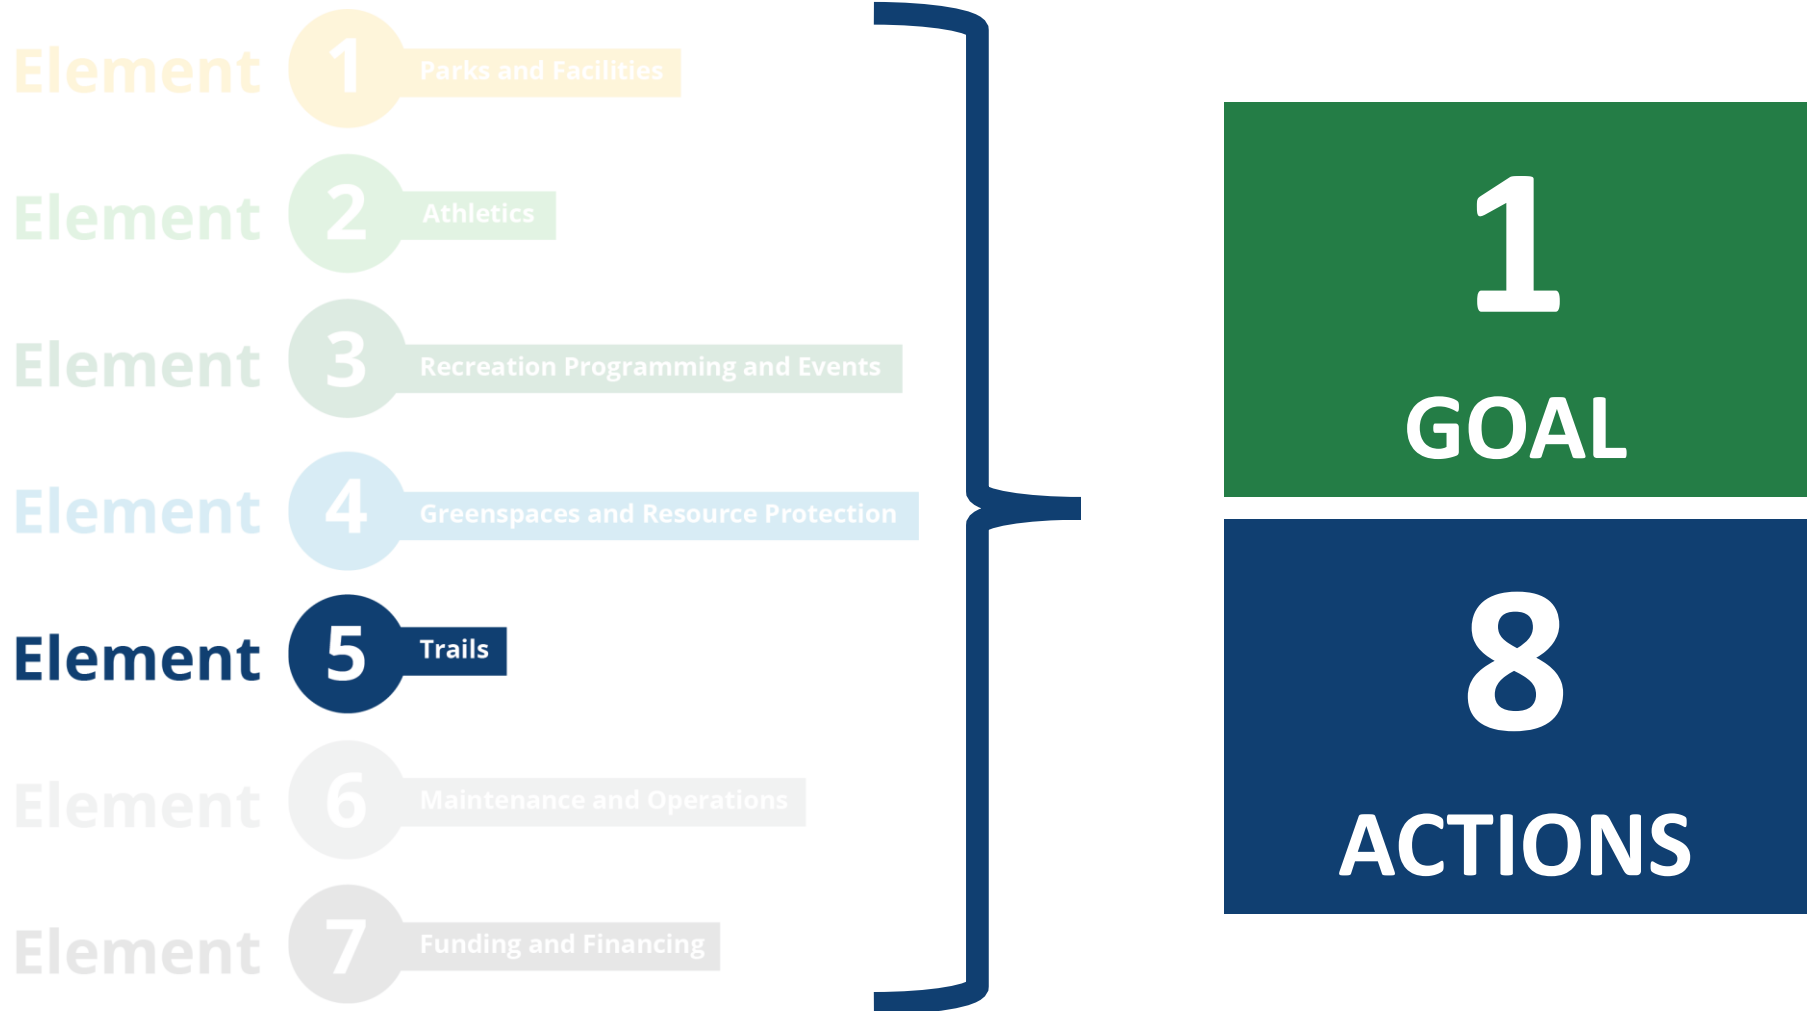 Element 1 Parks and Facilities
Element 2 Athletics
Element 3 Recreation Programming and Events
Element 4 Greenspaces and Resource Protection
Element 5 Trails
Element 6 Maintenance and Operations
Element 7 Funding and Financing
1
GOAL
8
ACTIONS